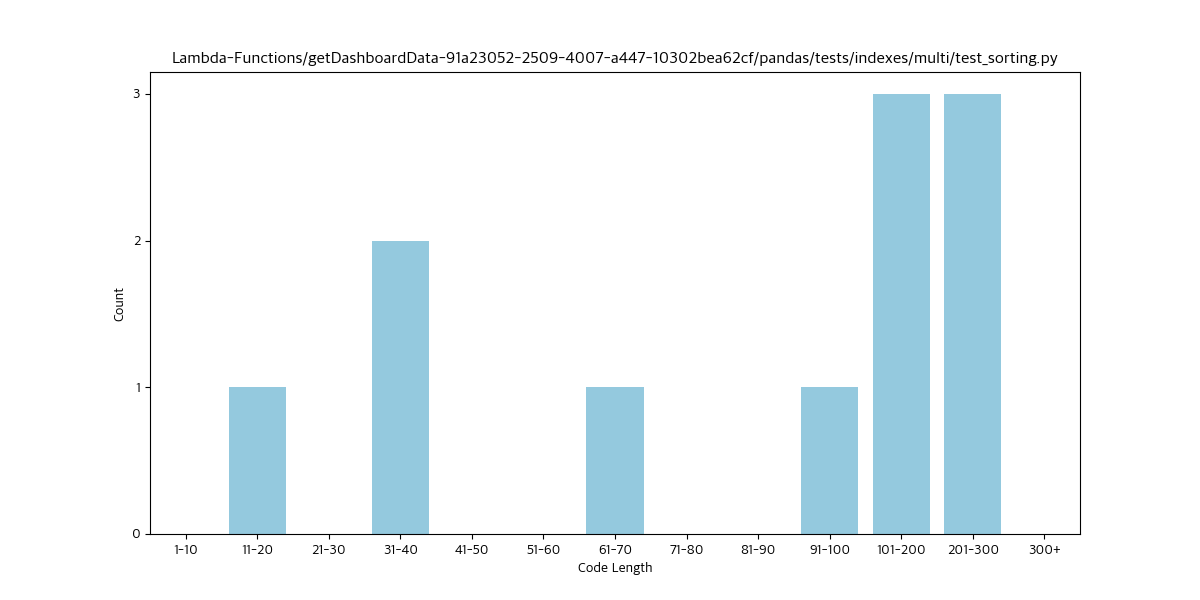 Lambda-Functions/getDashboardData-91a23052-2509-4007-a447-10302bea62cf/pandas/tests/indexes/multi/test_sorting.py
3
2
1
0
Count
1-10 11-20 21-30 31-40 41-50 51-60 61-70 71-80 81-90 91-100 101-200 201-300 300+
Code Length